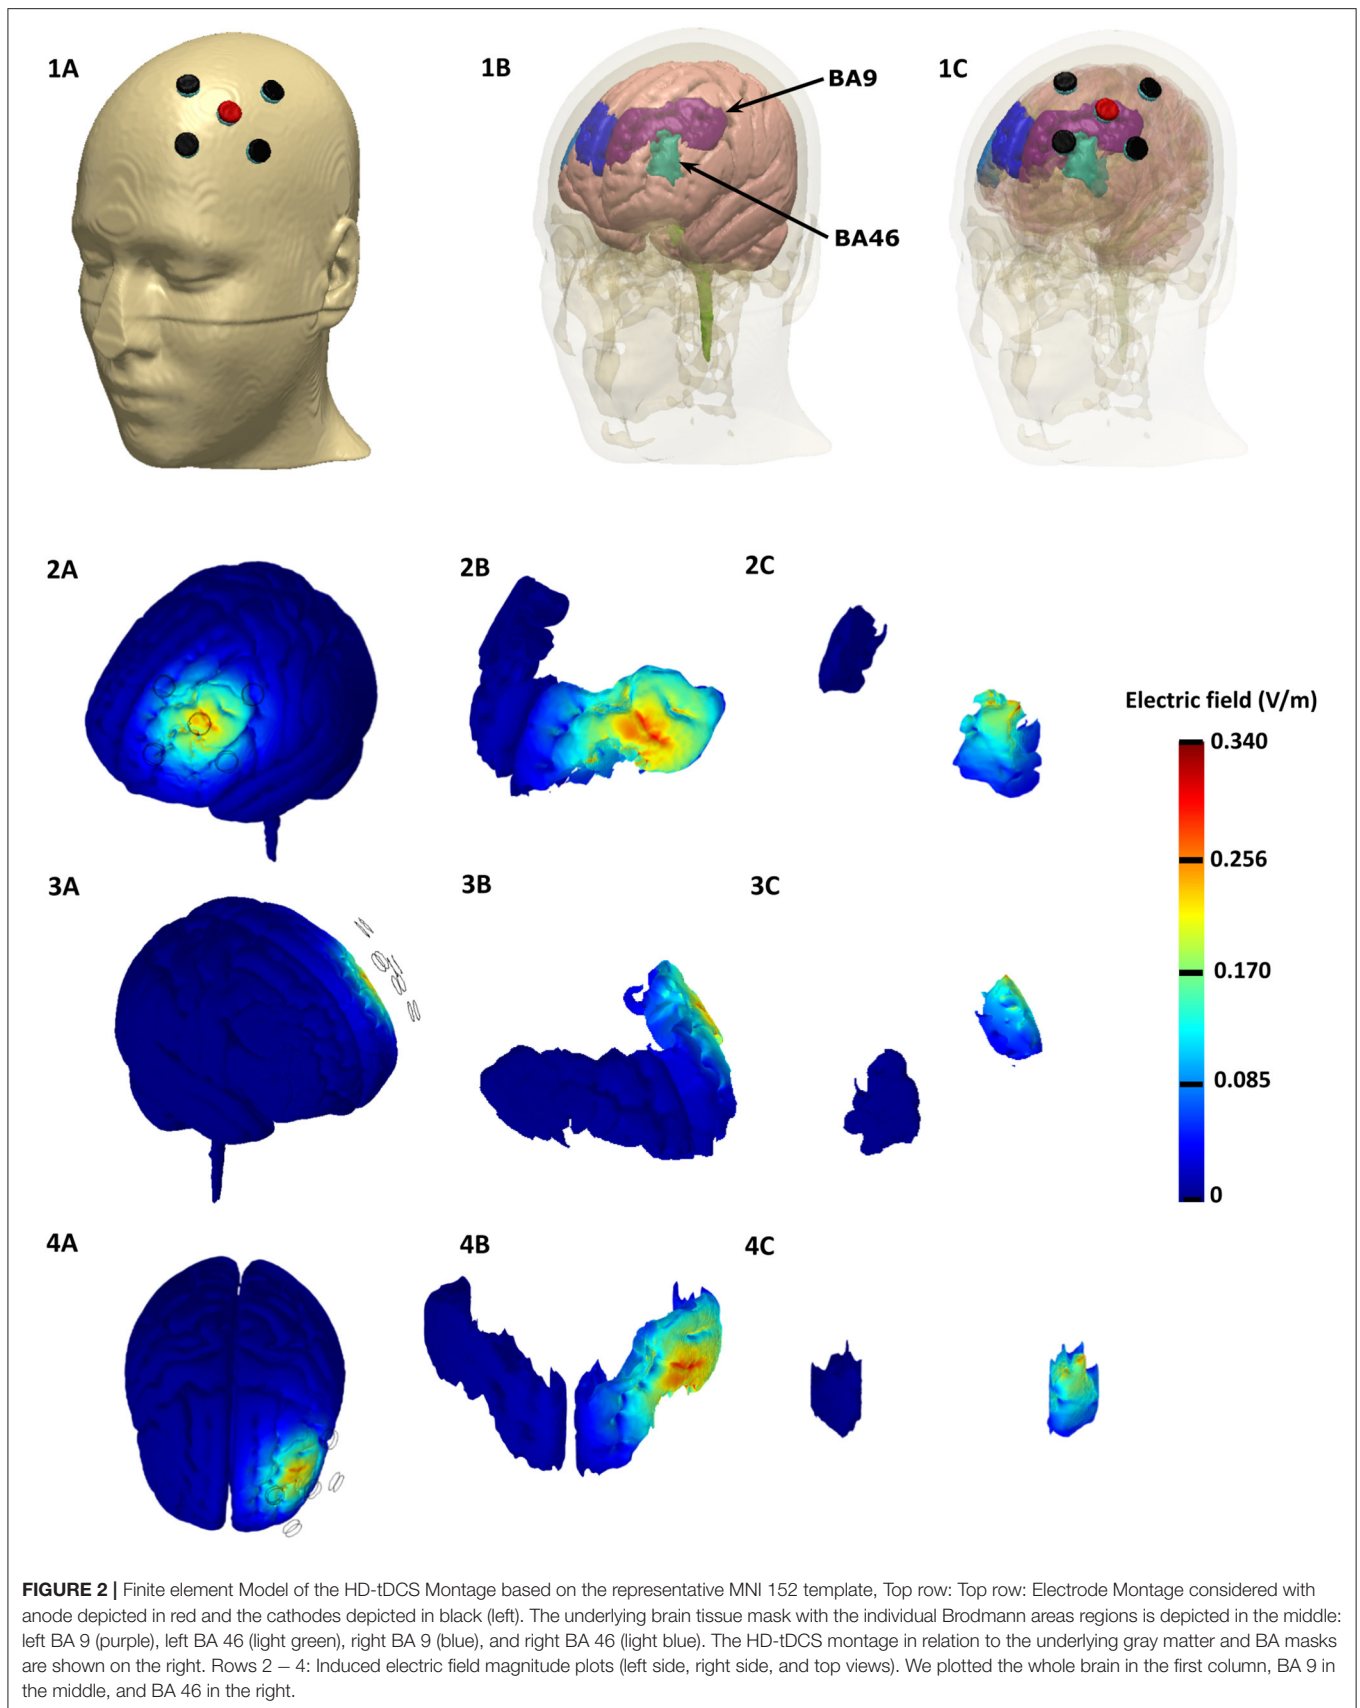 1A
1B
BA9
BA46
1C
2A
2B
2C
3A
3B
3C
4A
4B
4C
Electric field (V/m)
0.340
0.256
0.170
0.085
0
FIGURE 2 | Finite element Model of the HD-tDCS Montage based on the representative MNI 152 template, Top row: Top row: Electrode Montage considered with
anode depicted in red and the cathodes depicted in black (left). The underlying brain tissue mask with the individual Brodmann areas regions is depicted in the middle:
left BA 9 (purple), left BA 46 (light green), right BA 9 (blue), and right BA 46 (light blue). The HD-tDCS montage in relation to the underlying gray matter and BA masks
are shown on the right. Rows 2 – 4: Induced electric field magnitude plots (left side, right side, and top views). We plotted the whole brain in the first column, BA 9 in
the middle, and BA 46 in the right.